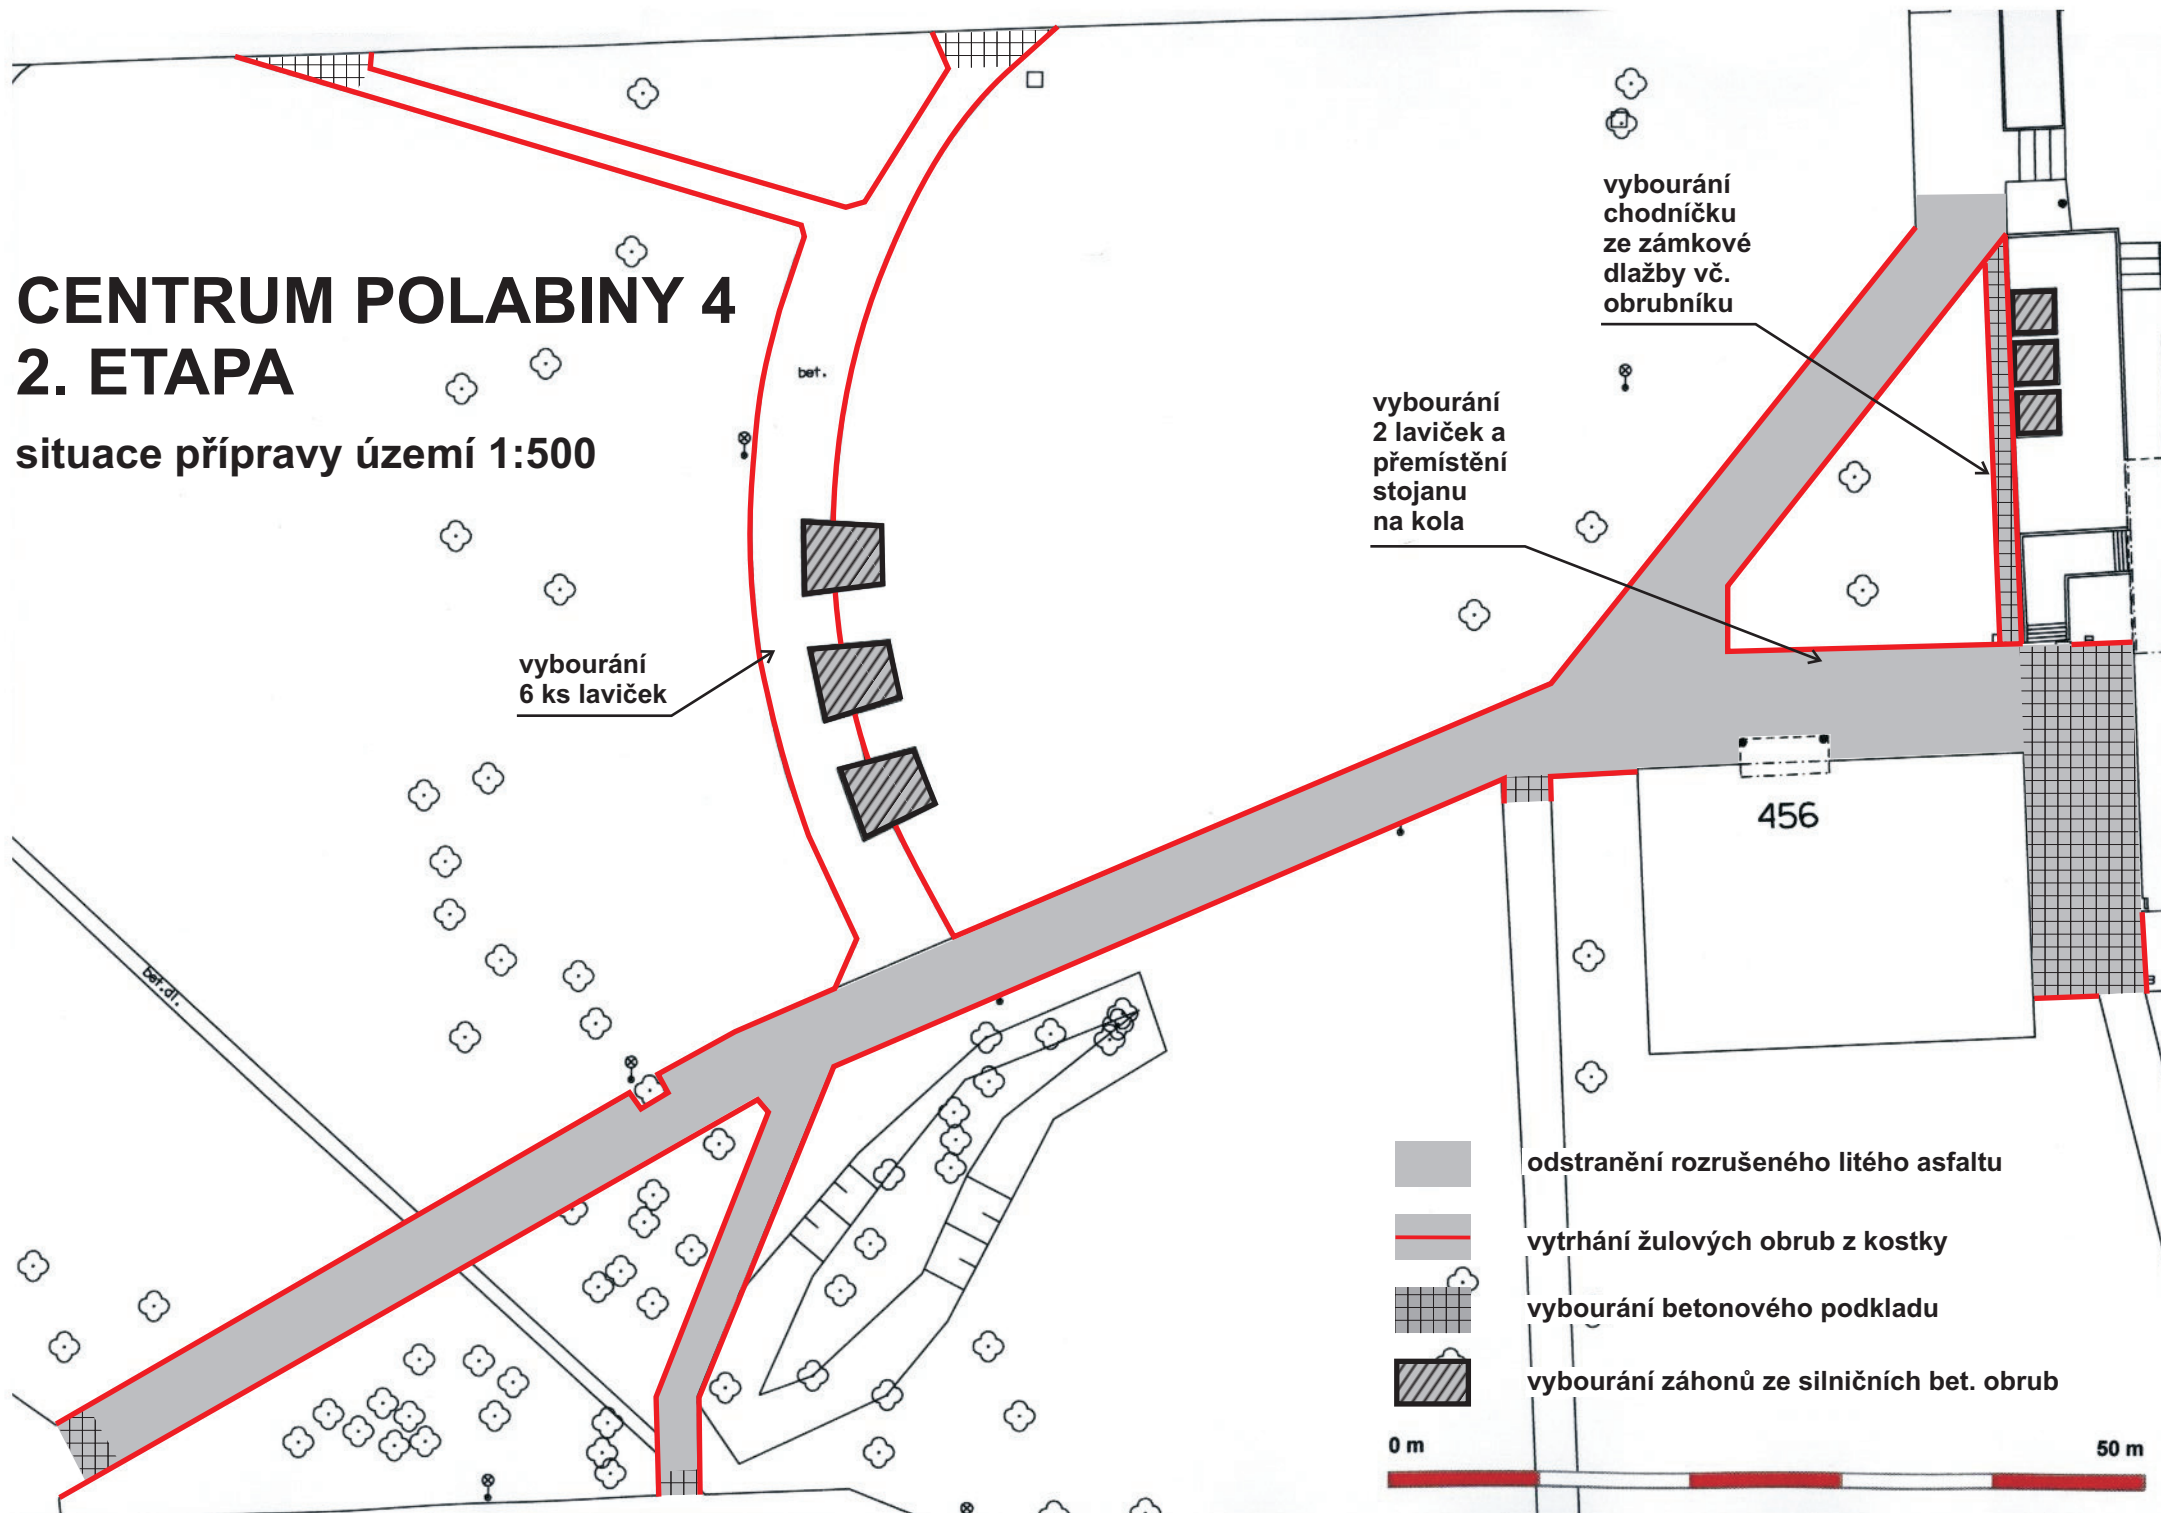 CENTRUM POLABINY 4
2. ETAPA
situace přípravy území 1:500
bet.
vybourání
chodníčku
ze zámkové
dlažby vč.
obrubníku
vybourání
2 laviček a
přemístění
stojanu
na kola
vybourání
6 ks laviček
456
bet.dl.
odstranění rozrušeného litého asfaltu
vytrhání žulových obrub z kostky
vybourání betonového podkladu
vybourání záhonů ze silničních bet. obrub
0 m
50 m